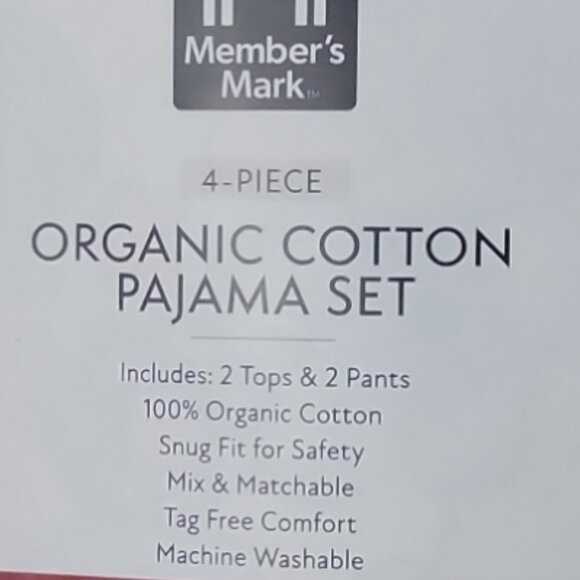 Member's
Mark™
4-PIECE
ORGANIC COTTON
PAJAMA SET
Includes: 2 Tops & 2 Pants
100% Organic Cotton
Snug Fit for Safety
Mix & Matchable
Tag Free Comfort
Machine Washable